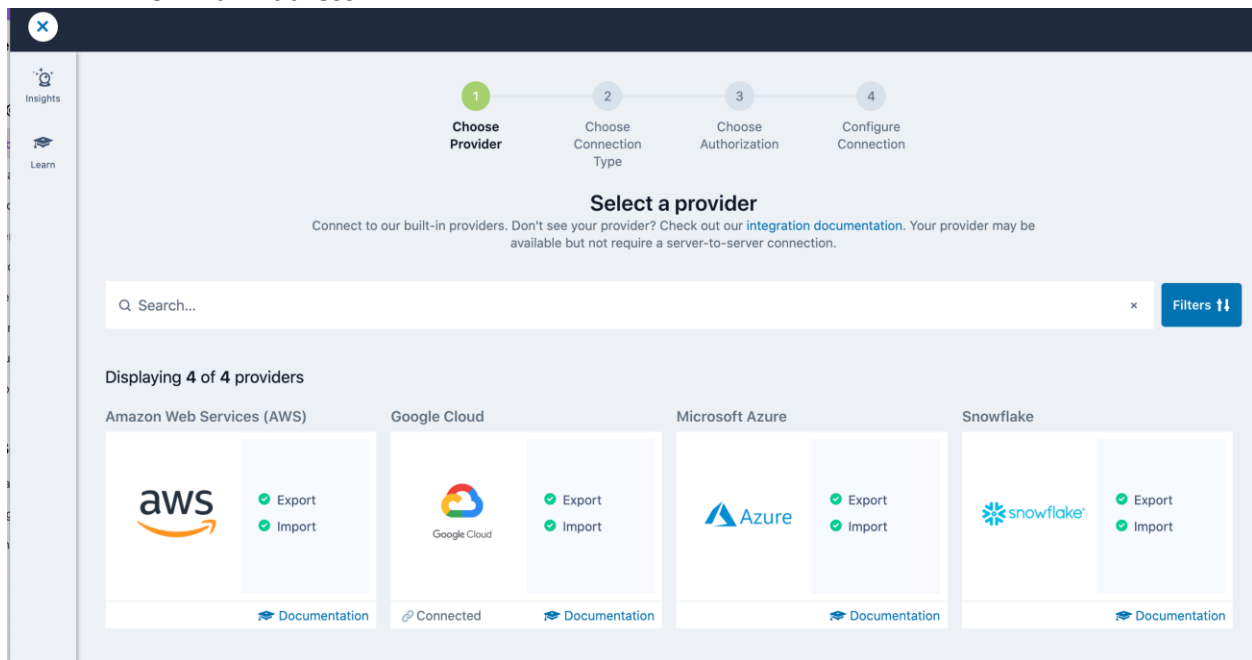 Insights
Learn
1
2
3
4
Choose
Provider
Choose
Connection
Type
Choose
Authorization
Configure
Connection
Select a provider
Connect to our built-in providers. Don't see your provider? Check out our integration documentation. Your provider may be
available but not require a server-to-server connection.
Search...
×
Filters
Displaying 4 of 4 providers
Amazon Web Services (AWS)
Google Cloud
Microsoft Azure
Snowflake
aws
Export
Import
Google Cloud
Export
Import
Azure
Export
Import
snowflake
Export
Import
Documentation
Connected
Documentation
Documentation
Documentation